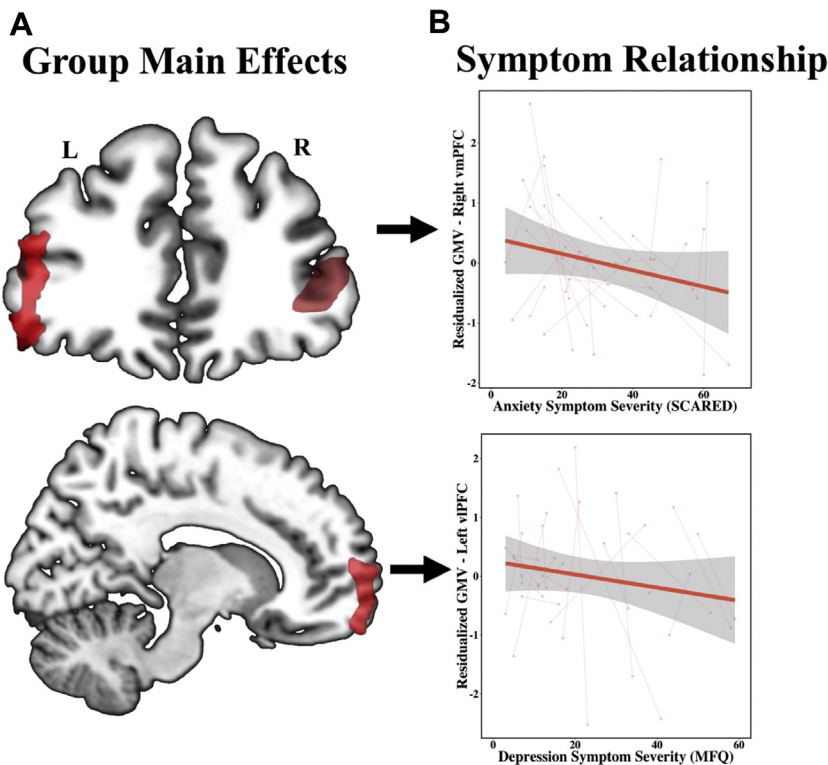 A
Group Main Effects
L
R
B
Symptom Relationship
Residualized GMV - Right vmPFC
2
1
0
-1
-2
0
20
40
60
Anxiety Symptom Severity (SCARED)
Residualized GMV - Left vlPFC
2
1
0
-1
-2
0
20
40
60
Depression Symptom Severity (MFQ)